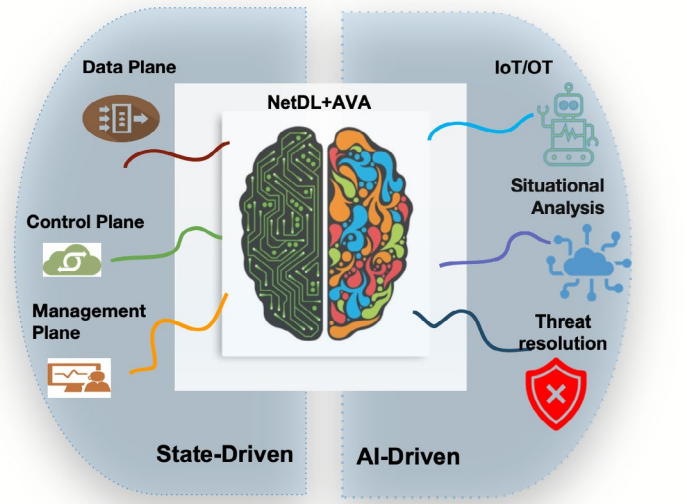 Data Plane
IoT/OT
NetDL+AVA
Situational
Analysis
Control Plane
Management
Plane
Threat
resolution
State-Driven
AI-Driven